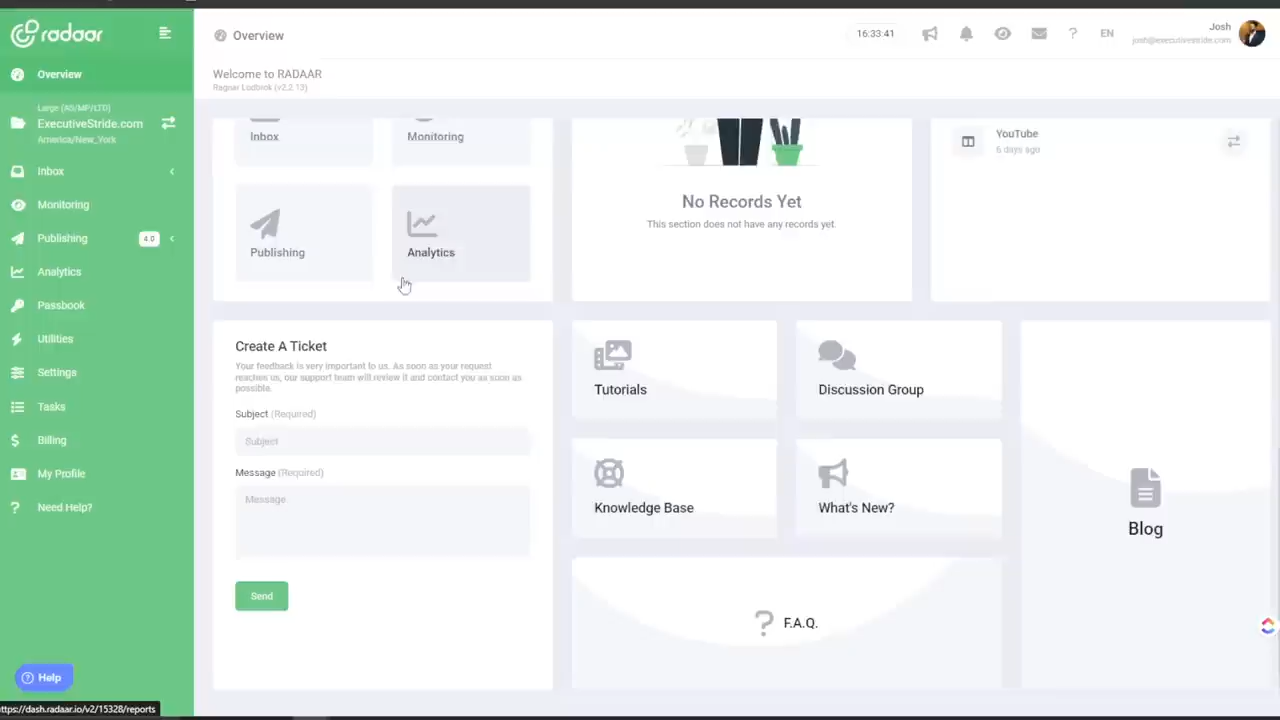 radaar
Overview
16:33:41
EN
Josh
josh@executivestride.com
Welcome to RADAAR
Ragnar Lodbrok (v2.2.13)
Overview
Large (AS/MP/LTD)
ExecutiveStride.com
America/New_York
Inbox
Monitoring
Publishing
4.0
Analytics
Passbook
Utilities
Settings
Tasks
Billing
My Profile
Need Help?
Help
https://dash.radaar.io/v2/15328/reports
Inbox
Monitoring
Publishing
Analytics
No Records Yet
This section does not have any records yet.
YouTube
6 days ago
Create A Ticket
Your feedback is very important to us. As soon as your request
reaches us, our support team will review it and contact you as soon as
possible.
Subject (Required)
Subject
Message (Required)
Message
Send
Tutorials
Discussion Group
Knowledge Base
What's New?
F.A.Q.
Blog